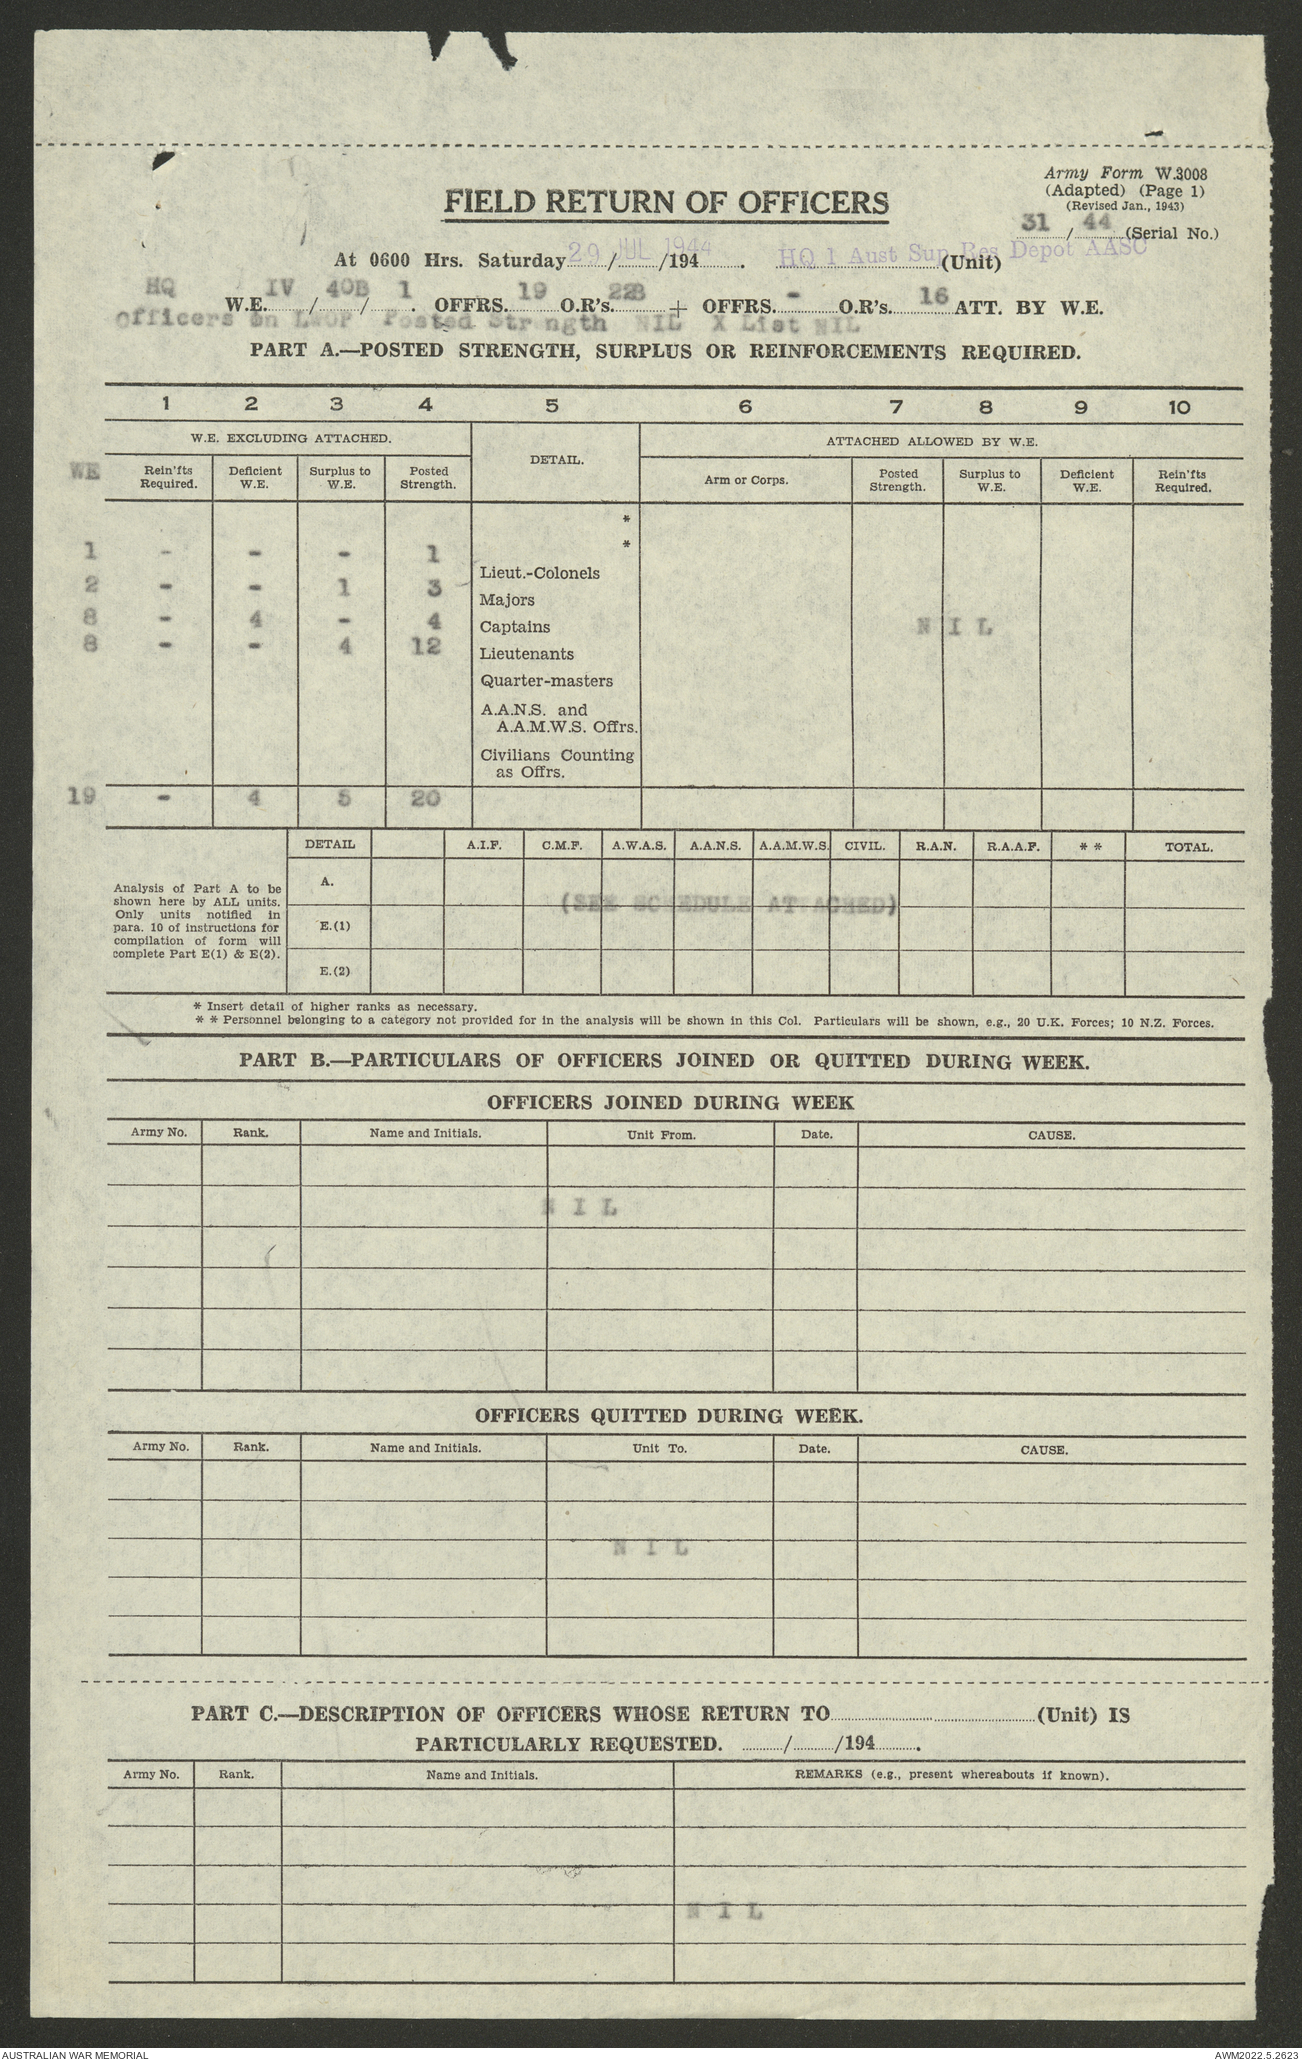 Army Form W.3008
(Adapted) (Page 1)
(Revised Jan., 1943)
FIELD RETURN OF OFFICERS
31 / 44 (Serial No.)
At 0600 Hrs. Saturday 29 JUL 1944 / /194 . HQ 1 Aust Sup Res Depot AASC (Unit)
HQ IV 40B 1 19 223 - 16
W.E. / / . OFFRS. O.R's. + OFFRS. O.R's. ATT. BY W.E.
Officers on LWOP Posted Strength NIL X List NIL
PART A.—POSTED STRENGTH, SURPLUS OR REINFORCEMENTS REQUIRED.
1 2 3 4 5 6 7 8 9 10
W.E. EXCLUDING ATTACHED. DETAIL. ATTACHED ALLOWED BY W.E.
WE Rein'fts Required. Deficient W.E. Surplus to W.E. Posted Strength. Arm or Corps. Posted Strength. Surplus to W.E. Deficient W.E. Rein'fts Required.
*
*
1 - - - 1
Lieut.-Colonels
2 - - 1 3
Majors
8 - 4 - 4
Captains NIL
8 - - 4 12
Lieutenants
Quarter-masters
A.A.N.S. and
A.A.M.W.S. Offrs.
Civilians Counting
as Offrs.
19 - 4 5 20
DETAIL A.I.F. C.M.F. A.W.A.S. A.A.N.S. A.A.M.W.S. CIVIL. R.A.N. R.A.A.F. * * TOTAL.
Analysis of Part A to be
shown here by ALL units.
Only units notified in
para. 10 of instructions for
compilation of form will
complete Part E(1) & E(2).
A.
(SEE SCHEDULE ATTACHED)
E.(1)
E.(2)
* Insert detail of higher ranks as necessary.
* * Personnel belonging to a category not provided for in the analysis will be shown in this Col. Particulars will be shown, e.g., 20 U.K. Forces; 10 N.Z. Forces.
PART B.—PARTICULARS OF OFFICERS JOINED OR QUITTED DURING WEEK.
OFFICERS JOINED DURING WEEK
Army No. Rank. Name and Initials. Unit From. Date. CAUSE.
NIL
OFFICERS QUITTED DURING WEEK.
Army No. Rank. Name and Initials. Unit To. Date. CAUSE.
NIL
PART C.—DESCRIPTION OF OFFICERS WHOSE RETURN TO (Unit) IS
PARTICULARLY REQUESTED. / /194 .
Army No. Rank. Name and Initials. REMARKS (e.g., present whereabouts if known).
NIL
AUSTRALIAN WAR MEMORIAL AWM2022.5.2623